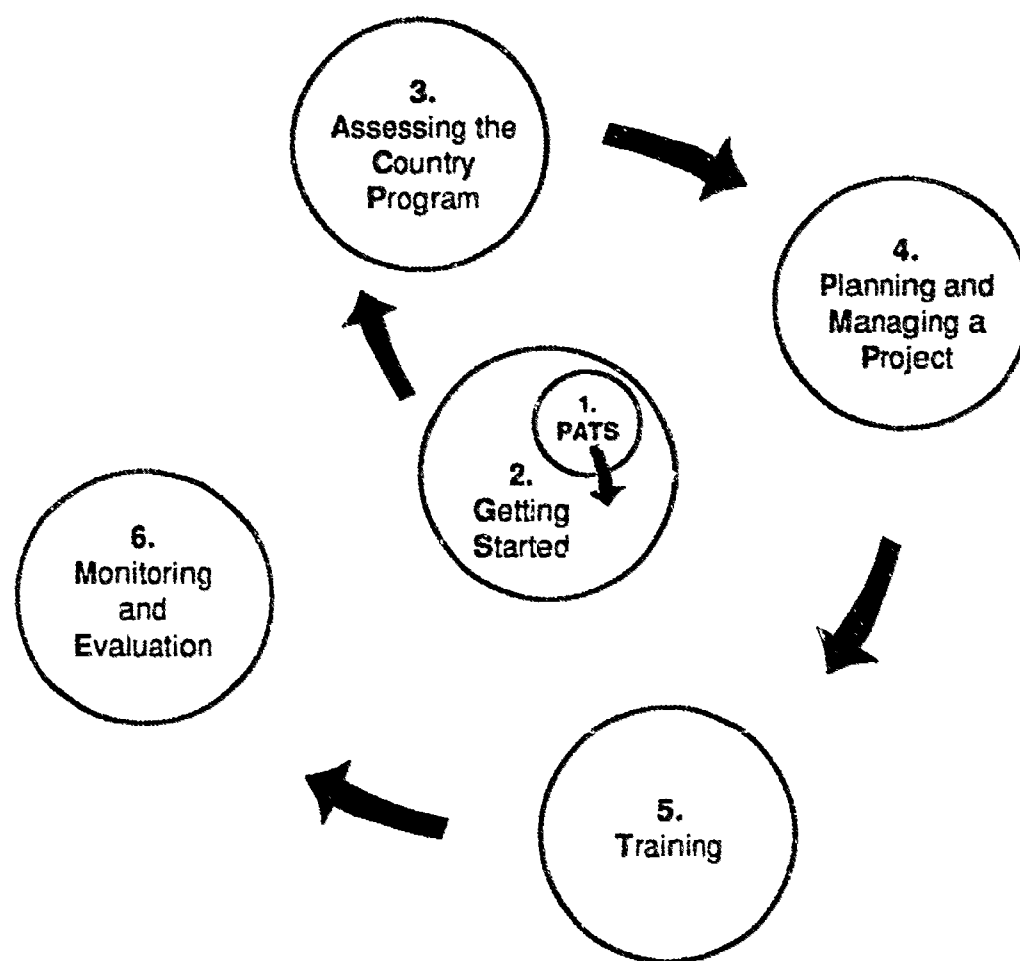 1.
PATS
2.
Getting
Started
3.
Assessing the
Country
Program
4.
Planning and
Managing a
Project
5.
Training
6.
Monitoring
and
Evaluation